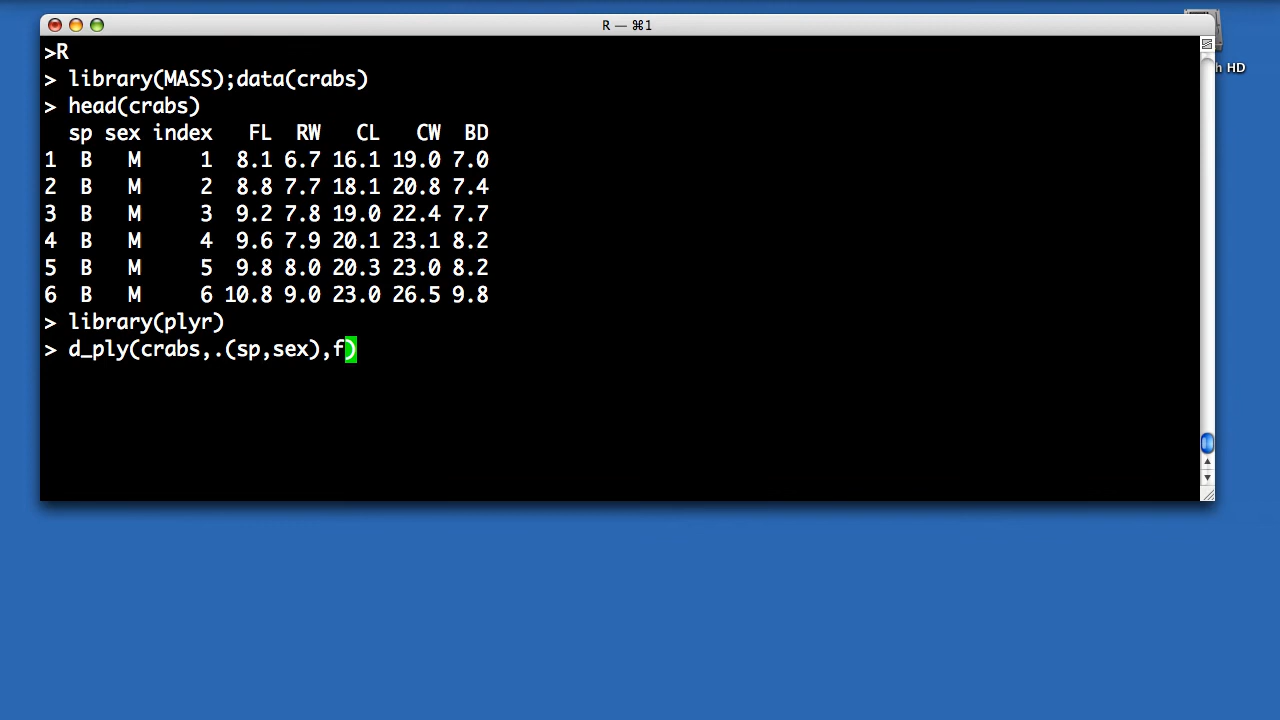 R — ⌘1
>R
> library(MASS);data(crabs)
> head(crabs)
  sp sex index   FL  RW   CL   CW  BD
1  B   M     1  8.1 6.7 16.1 19.0 7.0
2  B   M     2  8.8 7.7 18.1 20.8 7.4
3  B   M     3  9.2 7.8 19.0 22.4 7.7
4  B   M     4  9.6 7.9 20.1 23.1 8.2
5  B   M     5  9.8 8.0 20.3 23.0 8.2
6  B   M     6 10.8 9.0 23.0 26.5 9.8
> library(plyr)
> d_ply(crabs,.(sp,sex),f)
HD